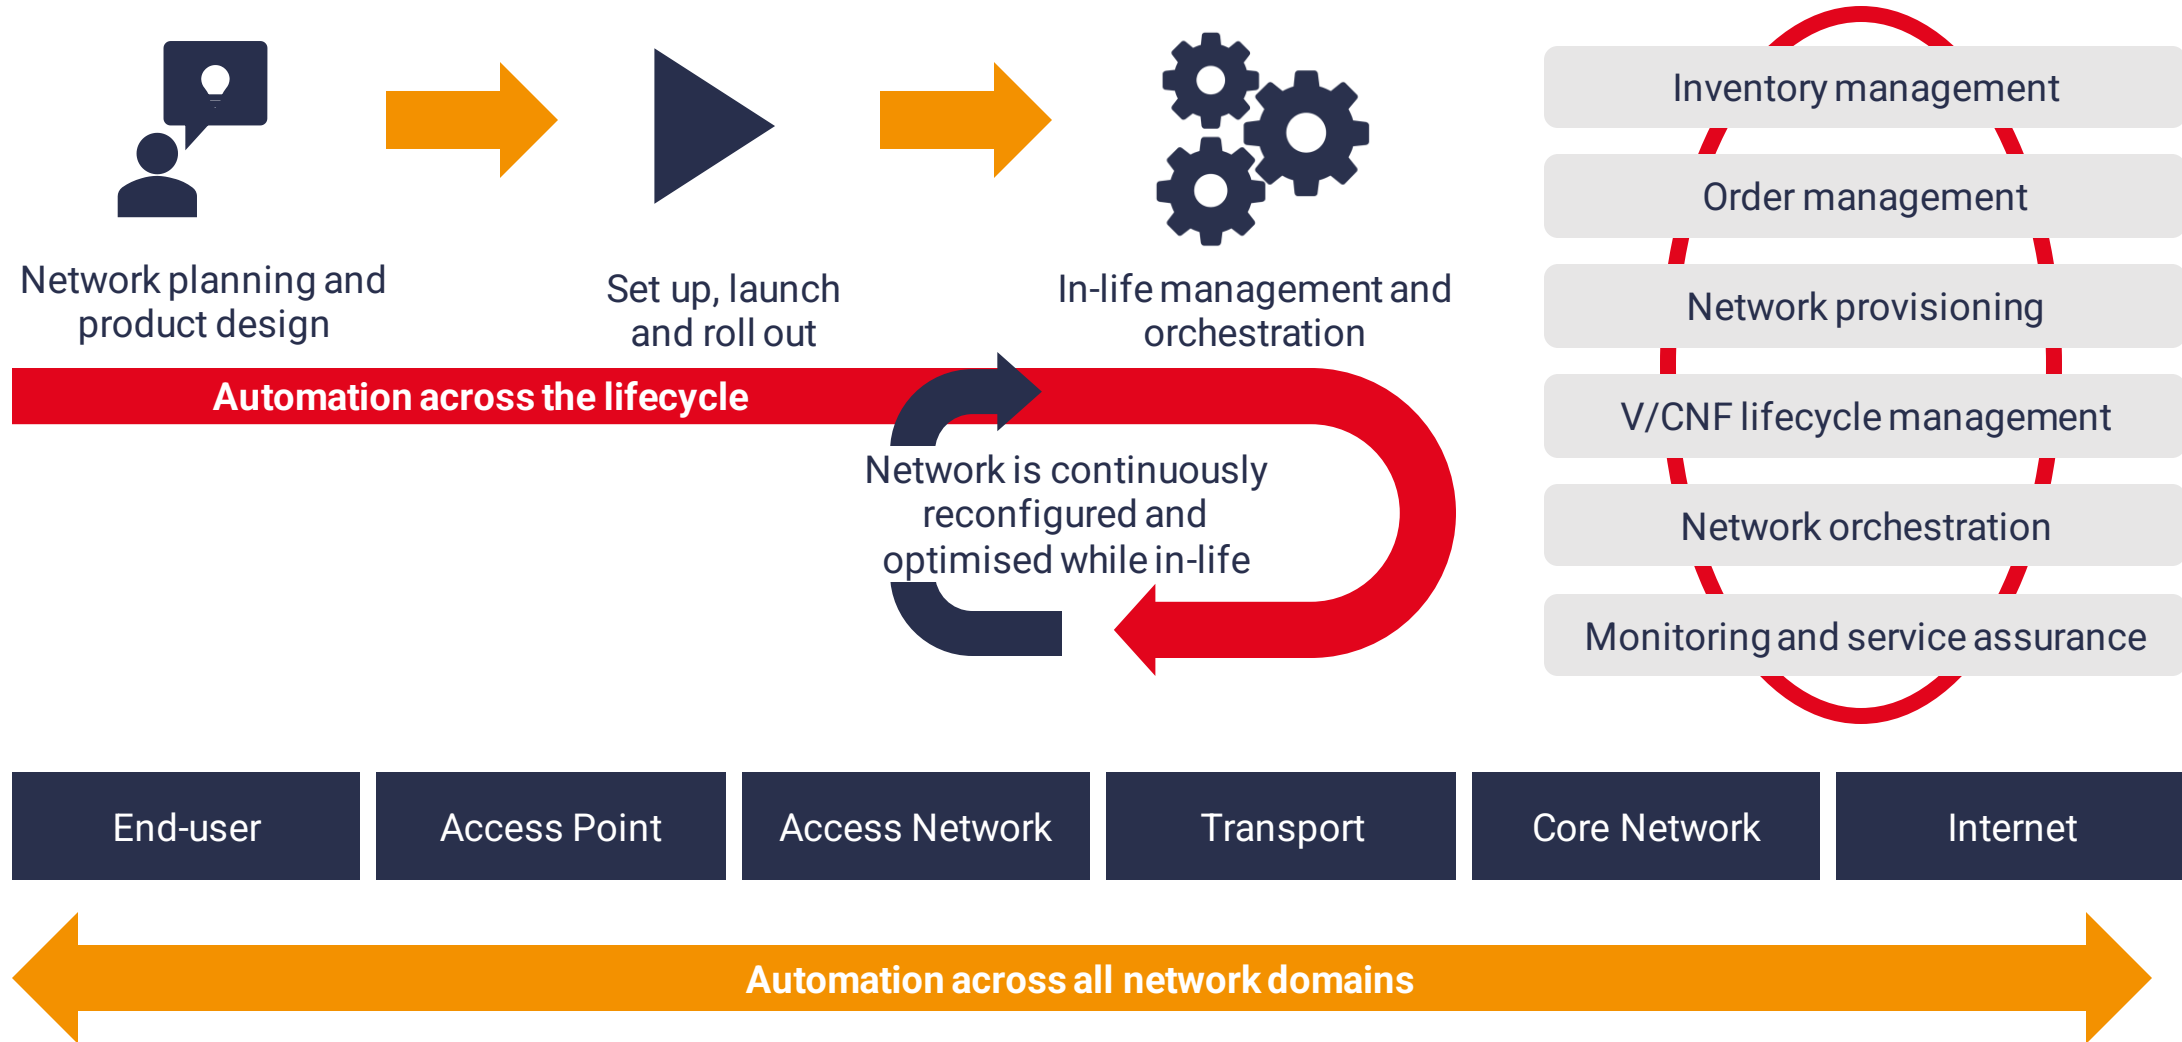 Network planning and
product design
Set up, launch
and roll out
In-life management and
orchestration
Automation across the lifecycle
Network is continuously
reconfigured and
optimised while in-life
Inventory management
Order management
Network provisioning
V/CNF lifecycle management
Network orchestration
Monitoring and service assurance
End-user
Access Point
Access Network
Transport
Core Network
Internet
Automation across all network domains